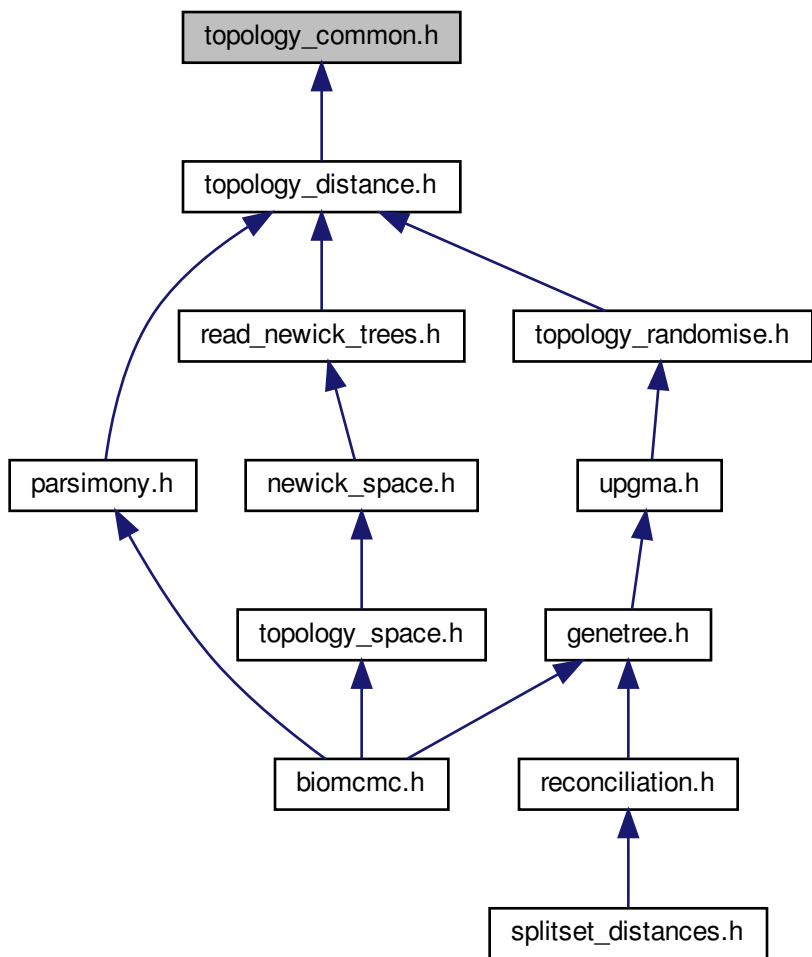 topology_common.h
topology_distance.h
read_newick_trees.h
topology_randomise.h
parsimony.h
newick_space.h
upgma.h
topology_space.h
genetree.h
biomcmc.h
reconciliation.h
splitset_distances.h